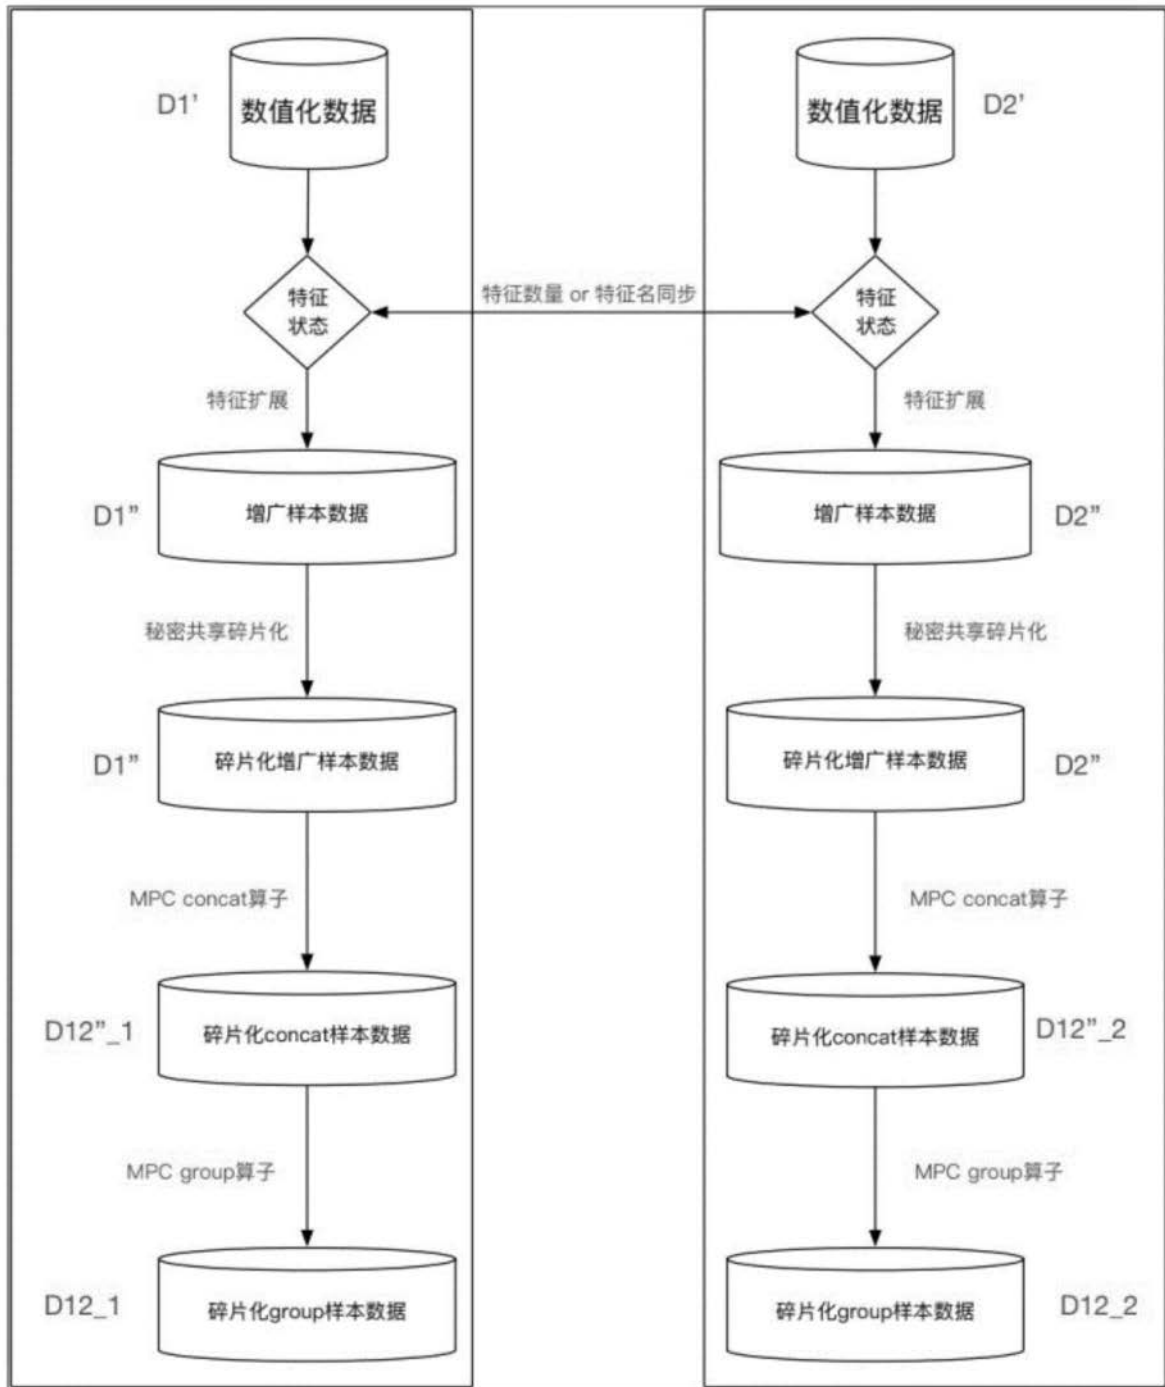 D1’
数值化数据
数值化数据
D2’
特征
状态
特征数量 or 特征名同步
特征
状态
特征扩展
特征扩展
D1”
增广样本数据
增广样本数据
D2”
秘密共享碎片化
秘密共享碎片化
D1”
碎片化增广样本数据
碎片化增广样本数据
D2”
MPC concat算子
MPC concat算子
D12”_1
碎片化concat样本数据
碎片化concat样本数据
D12”_2
MPC group算子
MPC group算子
D12_1
碎片化group样本数据
碎片化group样本数据
D12_2